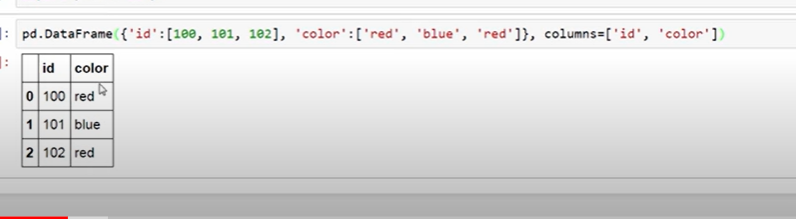 ]: pd.DataFrame({'id':[100, 101, 102], 'color':['red', 'blue', 'red']}, columns=['id', 'color'])
]:
id color
0 100 red
1 101 blue
2 102 red